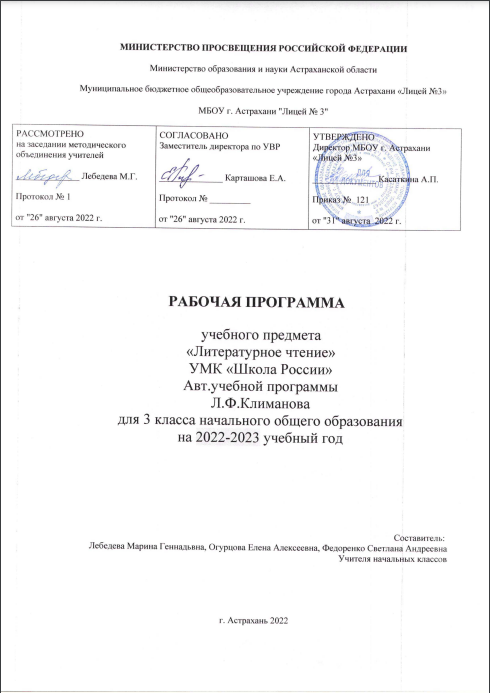 МИНИСТЕРСТВО ПРОСВЕЩЕНИЯ РОССИЙСКОЙ ФЕДЕРАЦИИ
Министерство образования и науки Астраханской области
Муниципальное бюджетное общеобразовательное учреждение города Астрахани «Лицей №3»
МБОУ г. Астрахани "Лицей № 3"
РАССМОТРЕНО
на заседании методического
объединения учителей
Лебедева М.Г.
Протокол № 1
от "26" августа 2022 г.
СОГЛАСОВАНО
Заместитель директора по УВР
Карташова Е.А.
Протокол № _________
от "26" августа 2022 г.
УТВЕРЖДЕНО
Директор МБОУ г. Астрахани
«Лицей №3»
Касаткина А.П.
Приказ № 121
от "31" августа 2022 г.
ДЛЯ
ДОКУМЕНТОВ
РАБОЧАЯ ПРОГРАММА
учебного предмета
«Литературное чтение»
УМК «Школа России»
Авт.учебной программы
Л.Ф.Климанова
для 3 класса начального общего образования
на 2022-2023 учебный год
Составитель:
Лебедева Марина Геннадьвна, Огурцова Елена Алексеевна, Федоренко Светлана Андреевна
Учителя начальных классов
г. Астрахань 2022